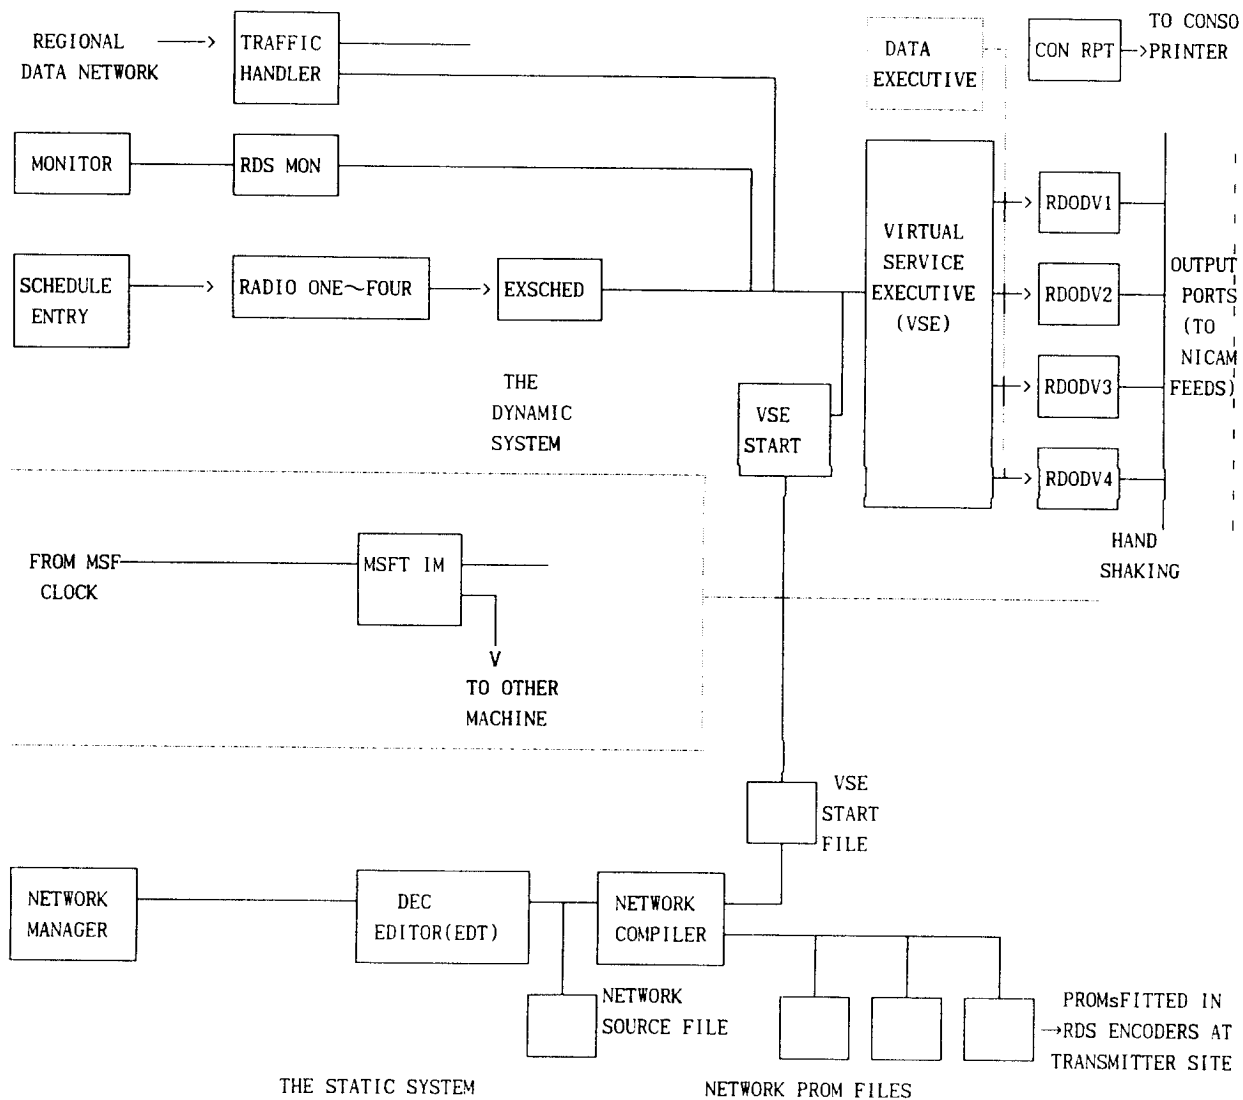 REGIONAL
DATA NETWORK
TRAFFIC
HANDLER
DATA
EXECUTIVE
CON RPT
TO CONSO
PRINTER
MONITOR
RDS MON
SCHEDULE
ENTRY
RADIO ONE~FOUR
EXSCHED
VIRTUAL
SERVICE
EXECUTIVE
(VSE)
RDODV1
RDODV2
RDODV3
RDODV4
OUTPUT
PORTS
(TO
NICAM
FEEDS)
THE
DYNAMIC
SYSTEM
VSE
START
HAND
SHAKING
FROM MSF
CLOCK
MSFT IM
V
TO OTHER
MACHINE
VSE
START
FILE
NETWORK
MANAGER
DEC
EDITOR(EDT)
NETWORK
COMPILER
NETWORK
SOURCE FILE
PROMsFITTED IN
RDS ENCODERS AT
TRANSMITTER SITE
THE STATIC SYSTEM
NETWORK PROM FILES